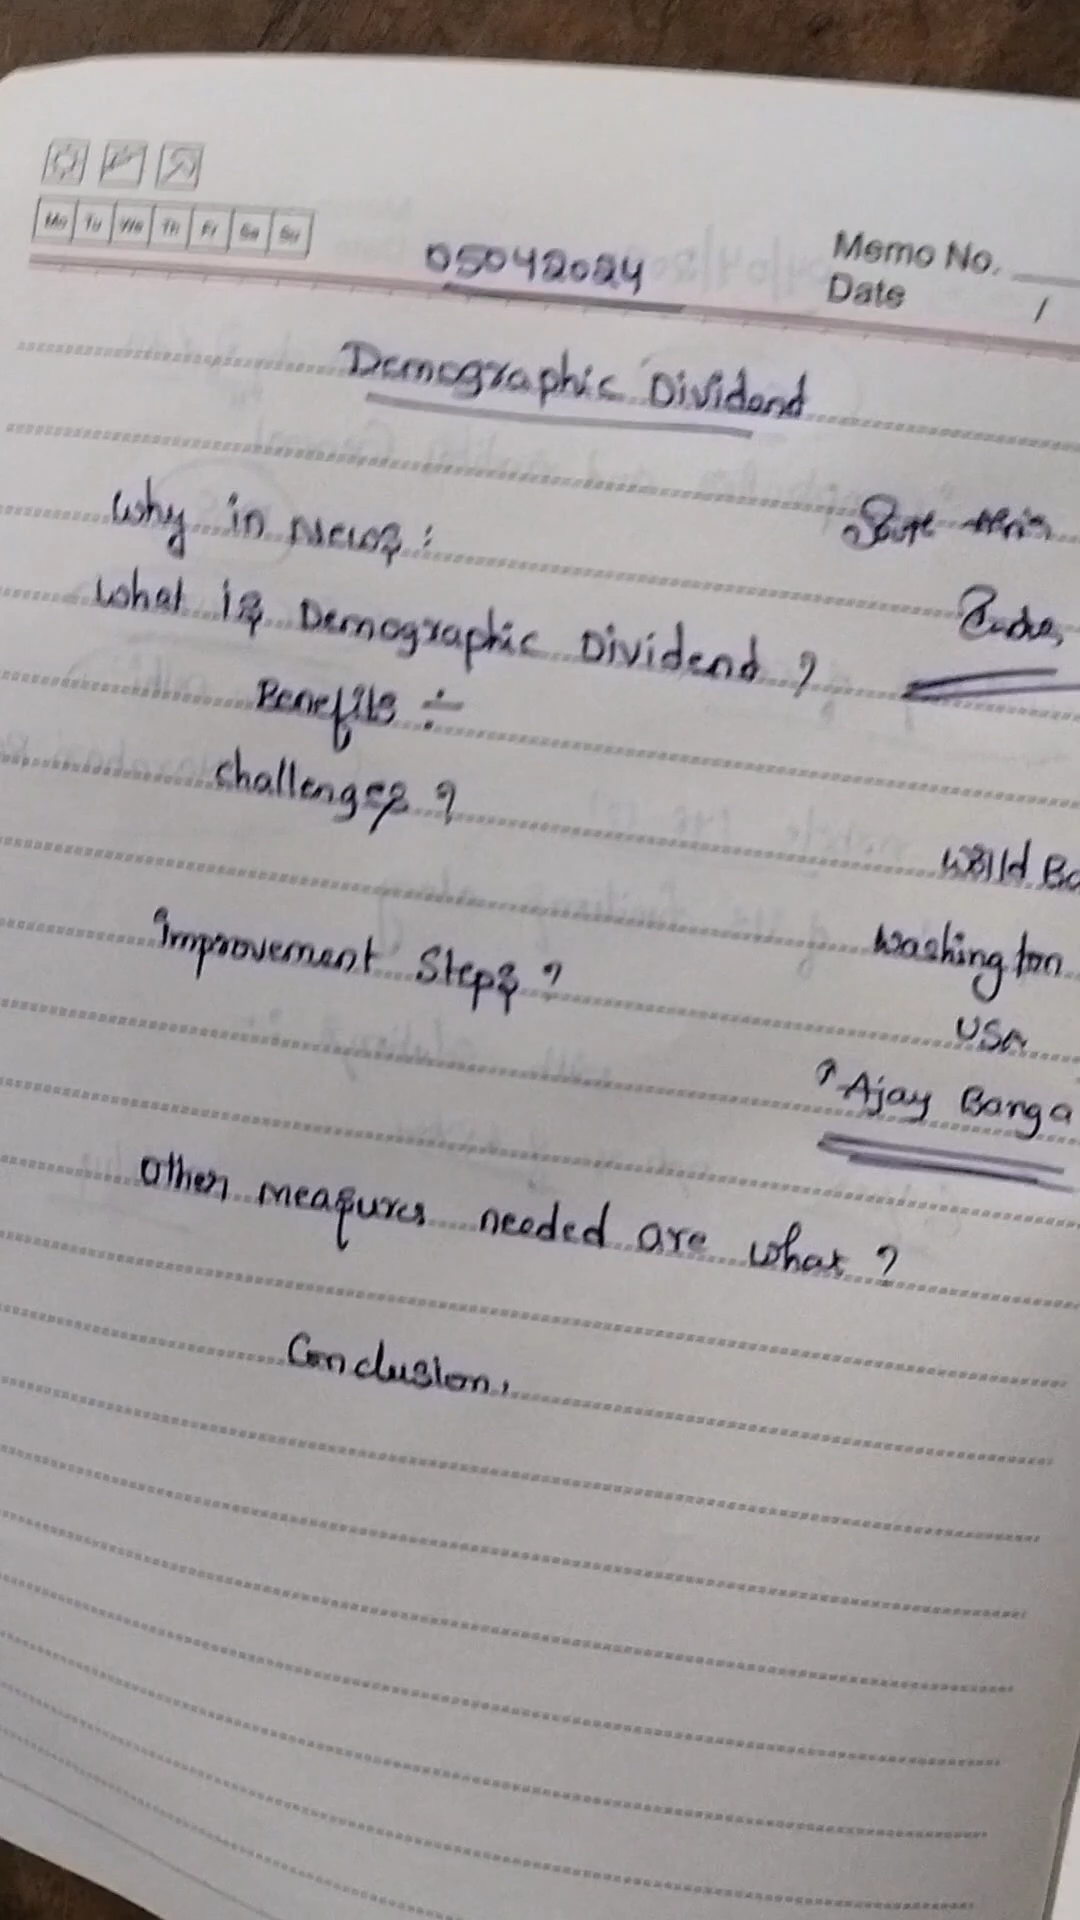 Mo Tu We Th Fr Sa Su
05042024
Memo No.
Date /
Demographic Dividend
Why in News:
What is Demographic Dividend ?
Benefits ÷
Challenges ?
World Ba
Washington
USA
Improvement Steps ?
Ajay Banga
Other measures needed are what ?
Conclusion,